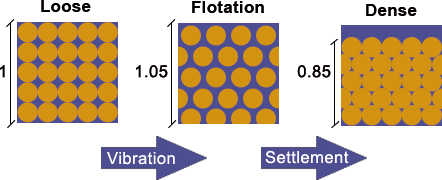 Loose Flotation Dense
1 1.05 0.85
Vibration Settlement